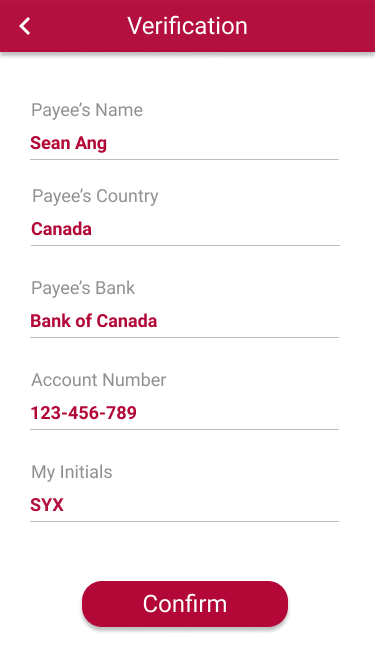 Verification
Payee’s Name
Sean Ang
Payee’s Country
Canada
Payee’s Bank
Bank of Canada
Account Number
123-456-789
My Initials
SYX
Confirm